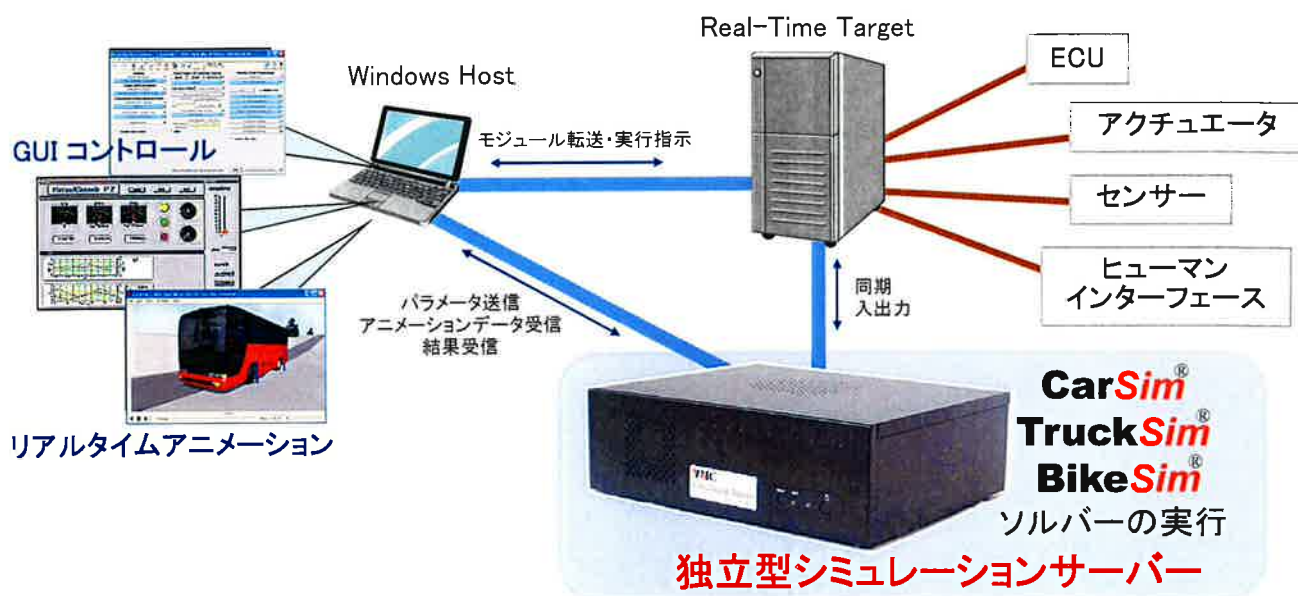 Real-Time Target
Windows Host
ECU
アクチュエータ
センサー
ヒューマン
インターフェース
モジュール転送・実行指示
GUI コントロール
リアルタイムアニメーション
パラメータ送信
アニメーションデータ受信
結果受信
同期
入出力
CarSim®
TruckSim®
BikeSim®
ソルバーの実行
独立型シミュレーションサーバー